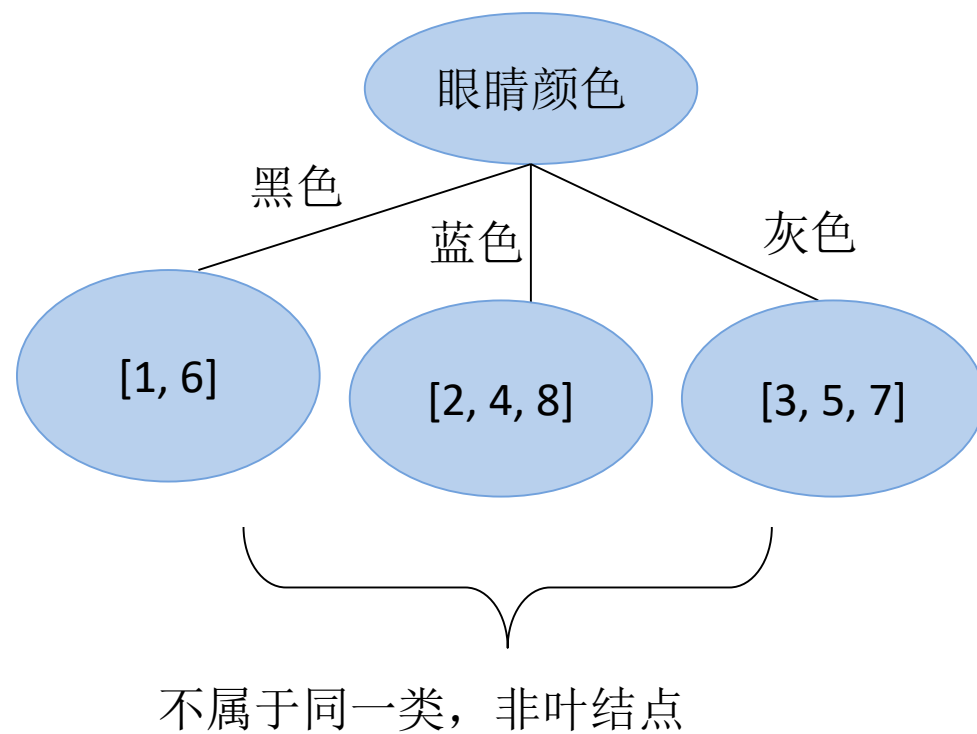 眼睛颜色
黑色
蓝色
灰色
[1, 6]
[2, 4, 8]
[3, 5, 7]
不属于同一类，非叶结点